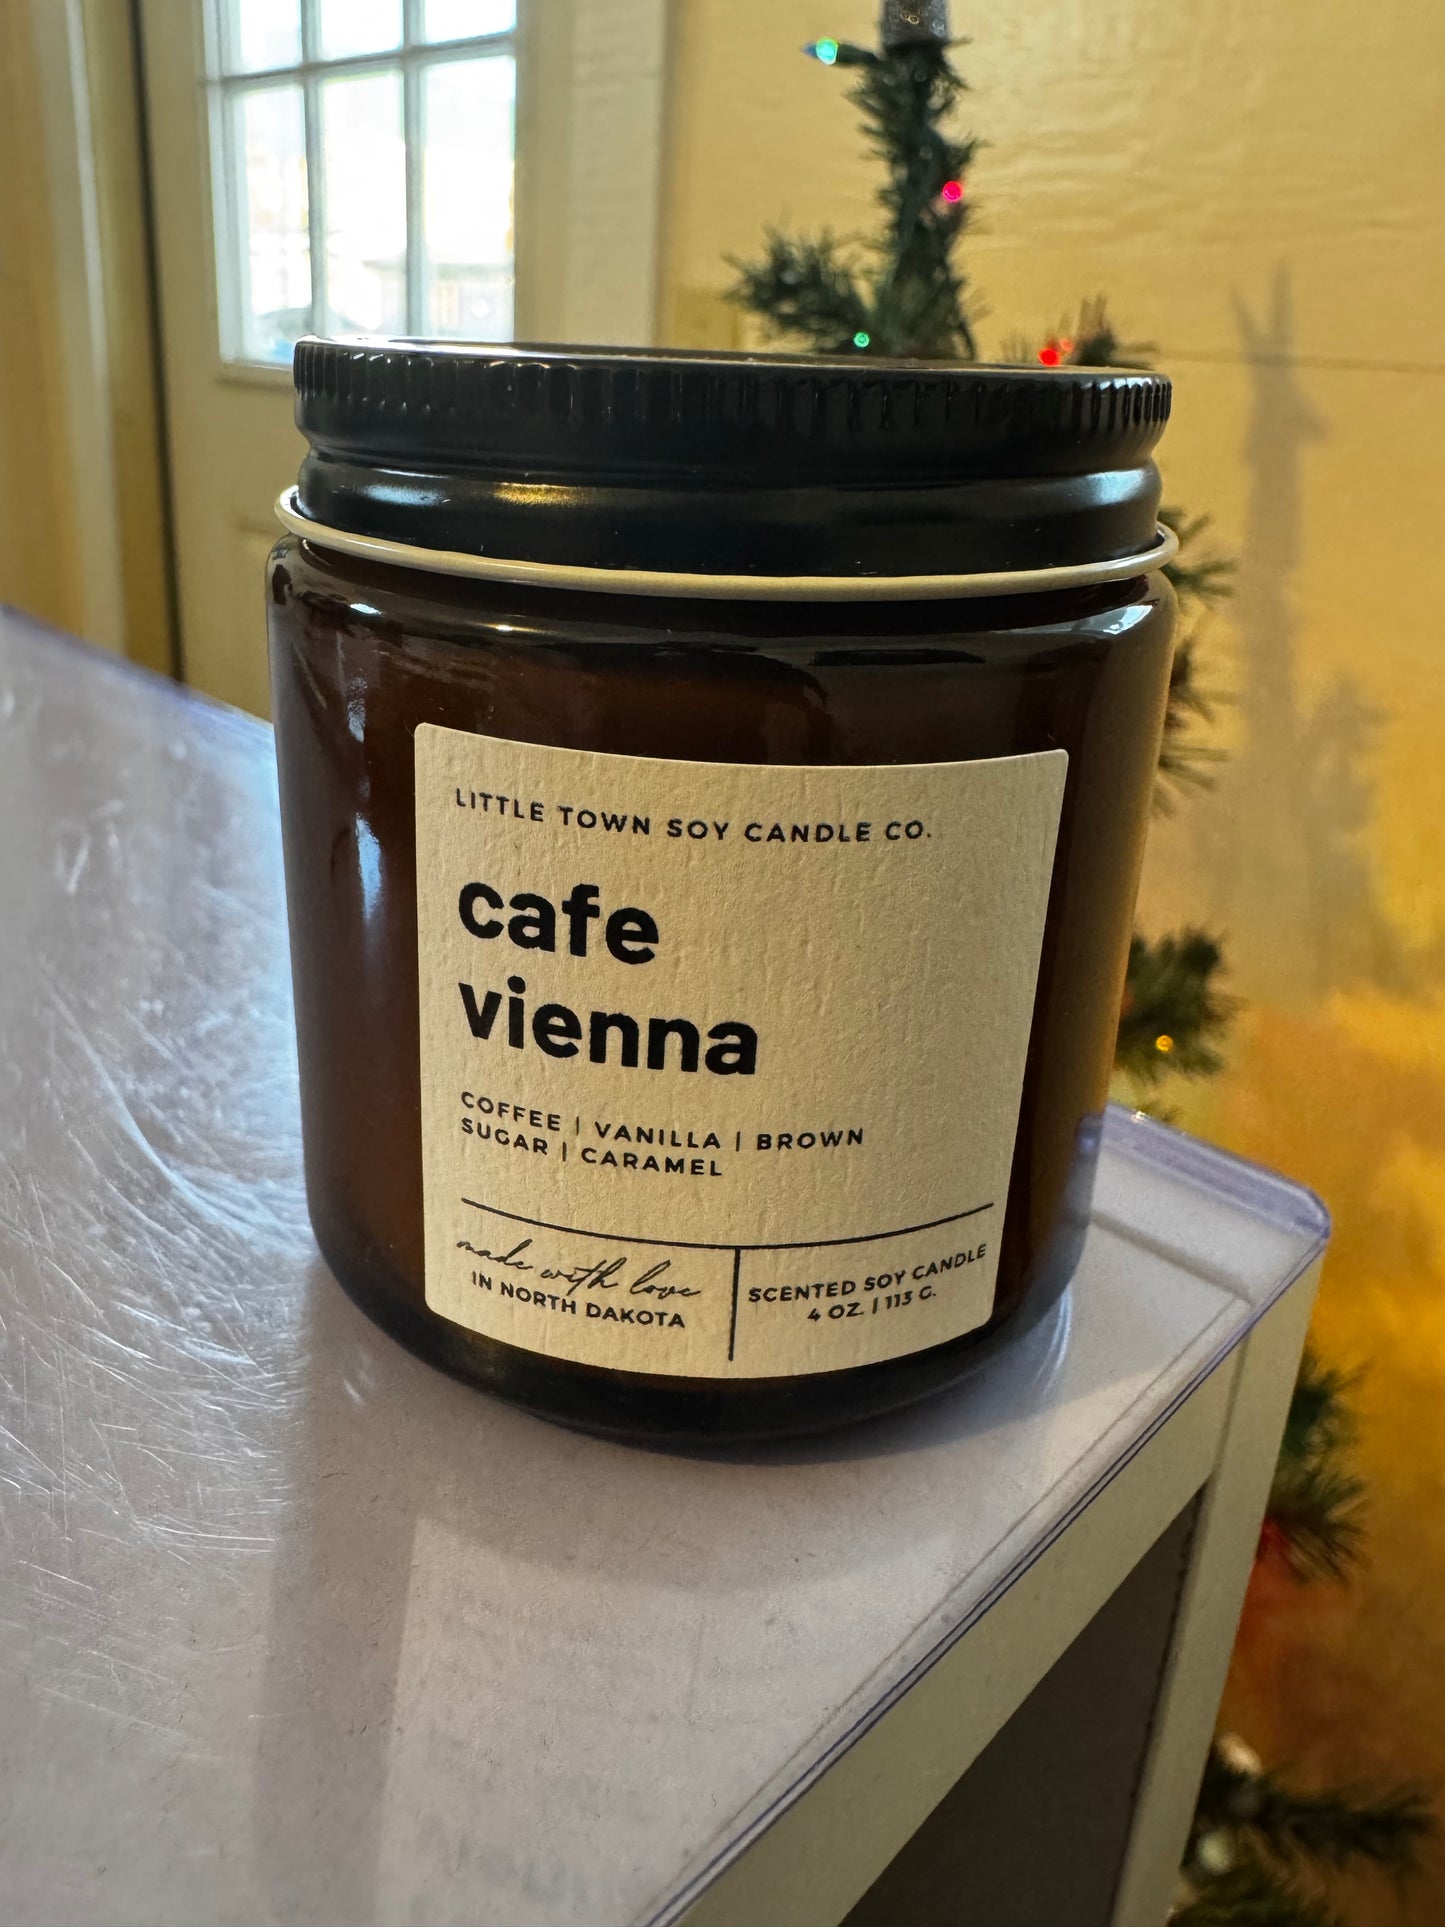 LITTLE TOWN SOY CANDLE CO.
cafe
vienna
COFFEE | VANILLA | BROWN
SUGAR | CARAMEL
made with love
IN NORTH DAKOTA
SCENTED SOY CANDLE
4 OZ. | 113 G.